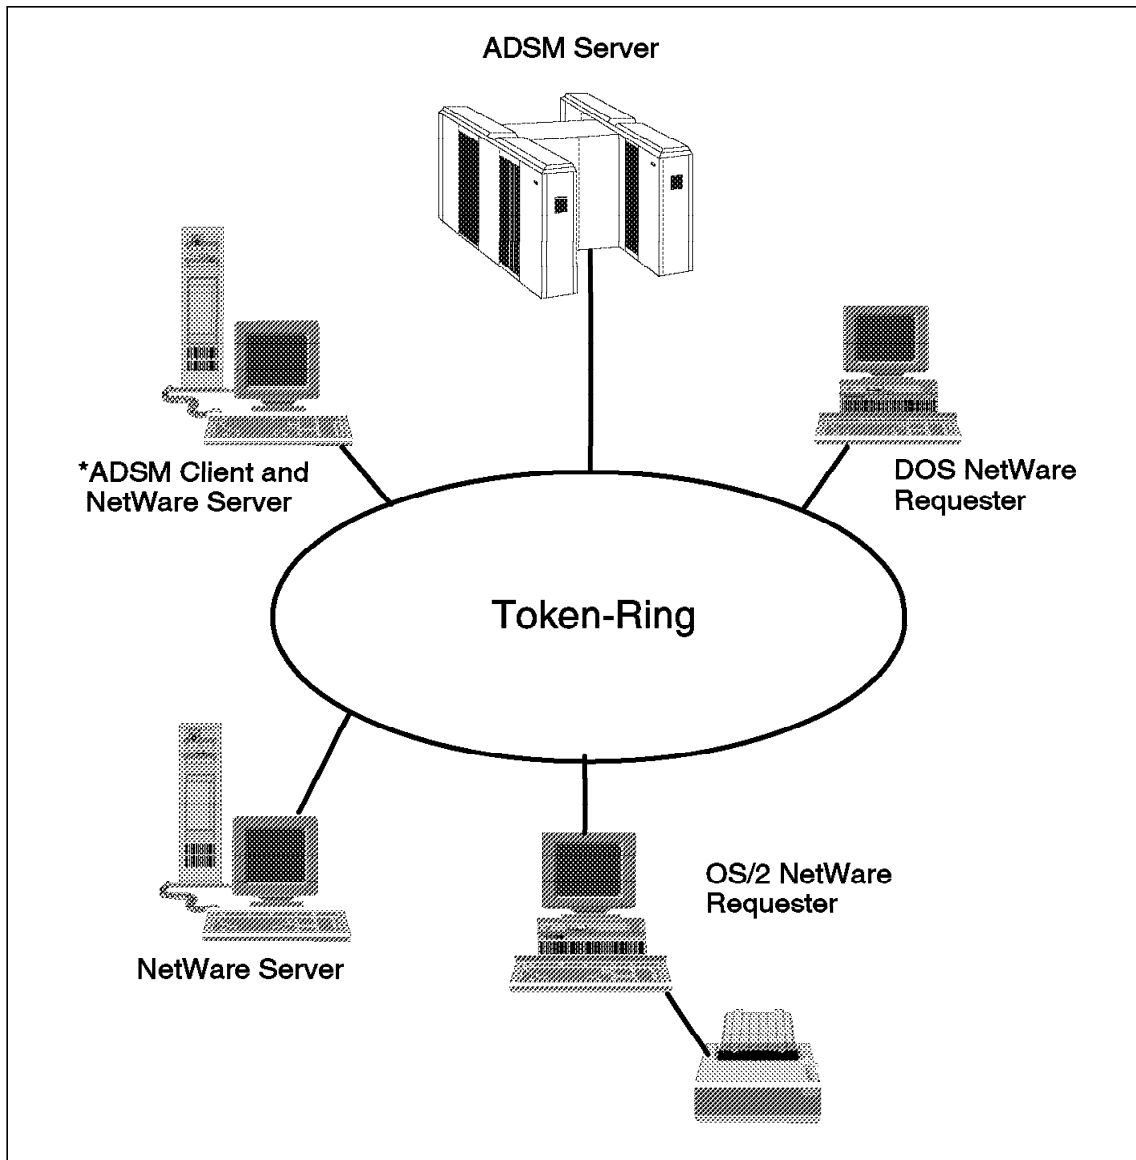 ADSM Server
*ADSM Client and
NetWare Server
DOS NetWare
Requester
Token-Ring
OS/2 NetWare
Requester
NetWare Server